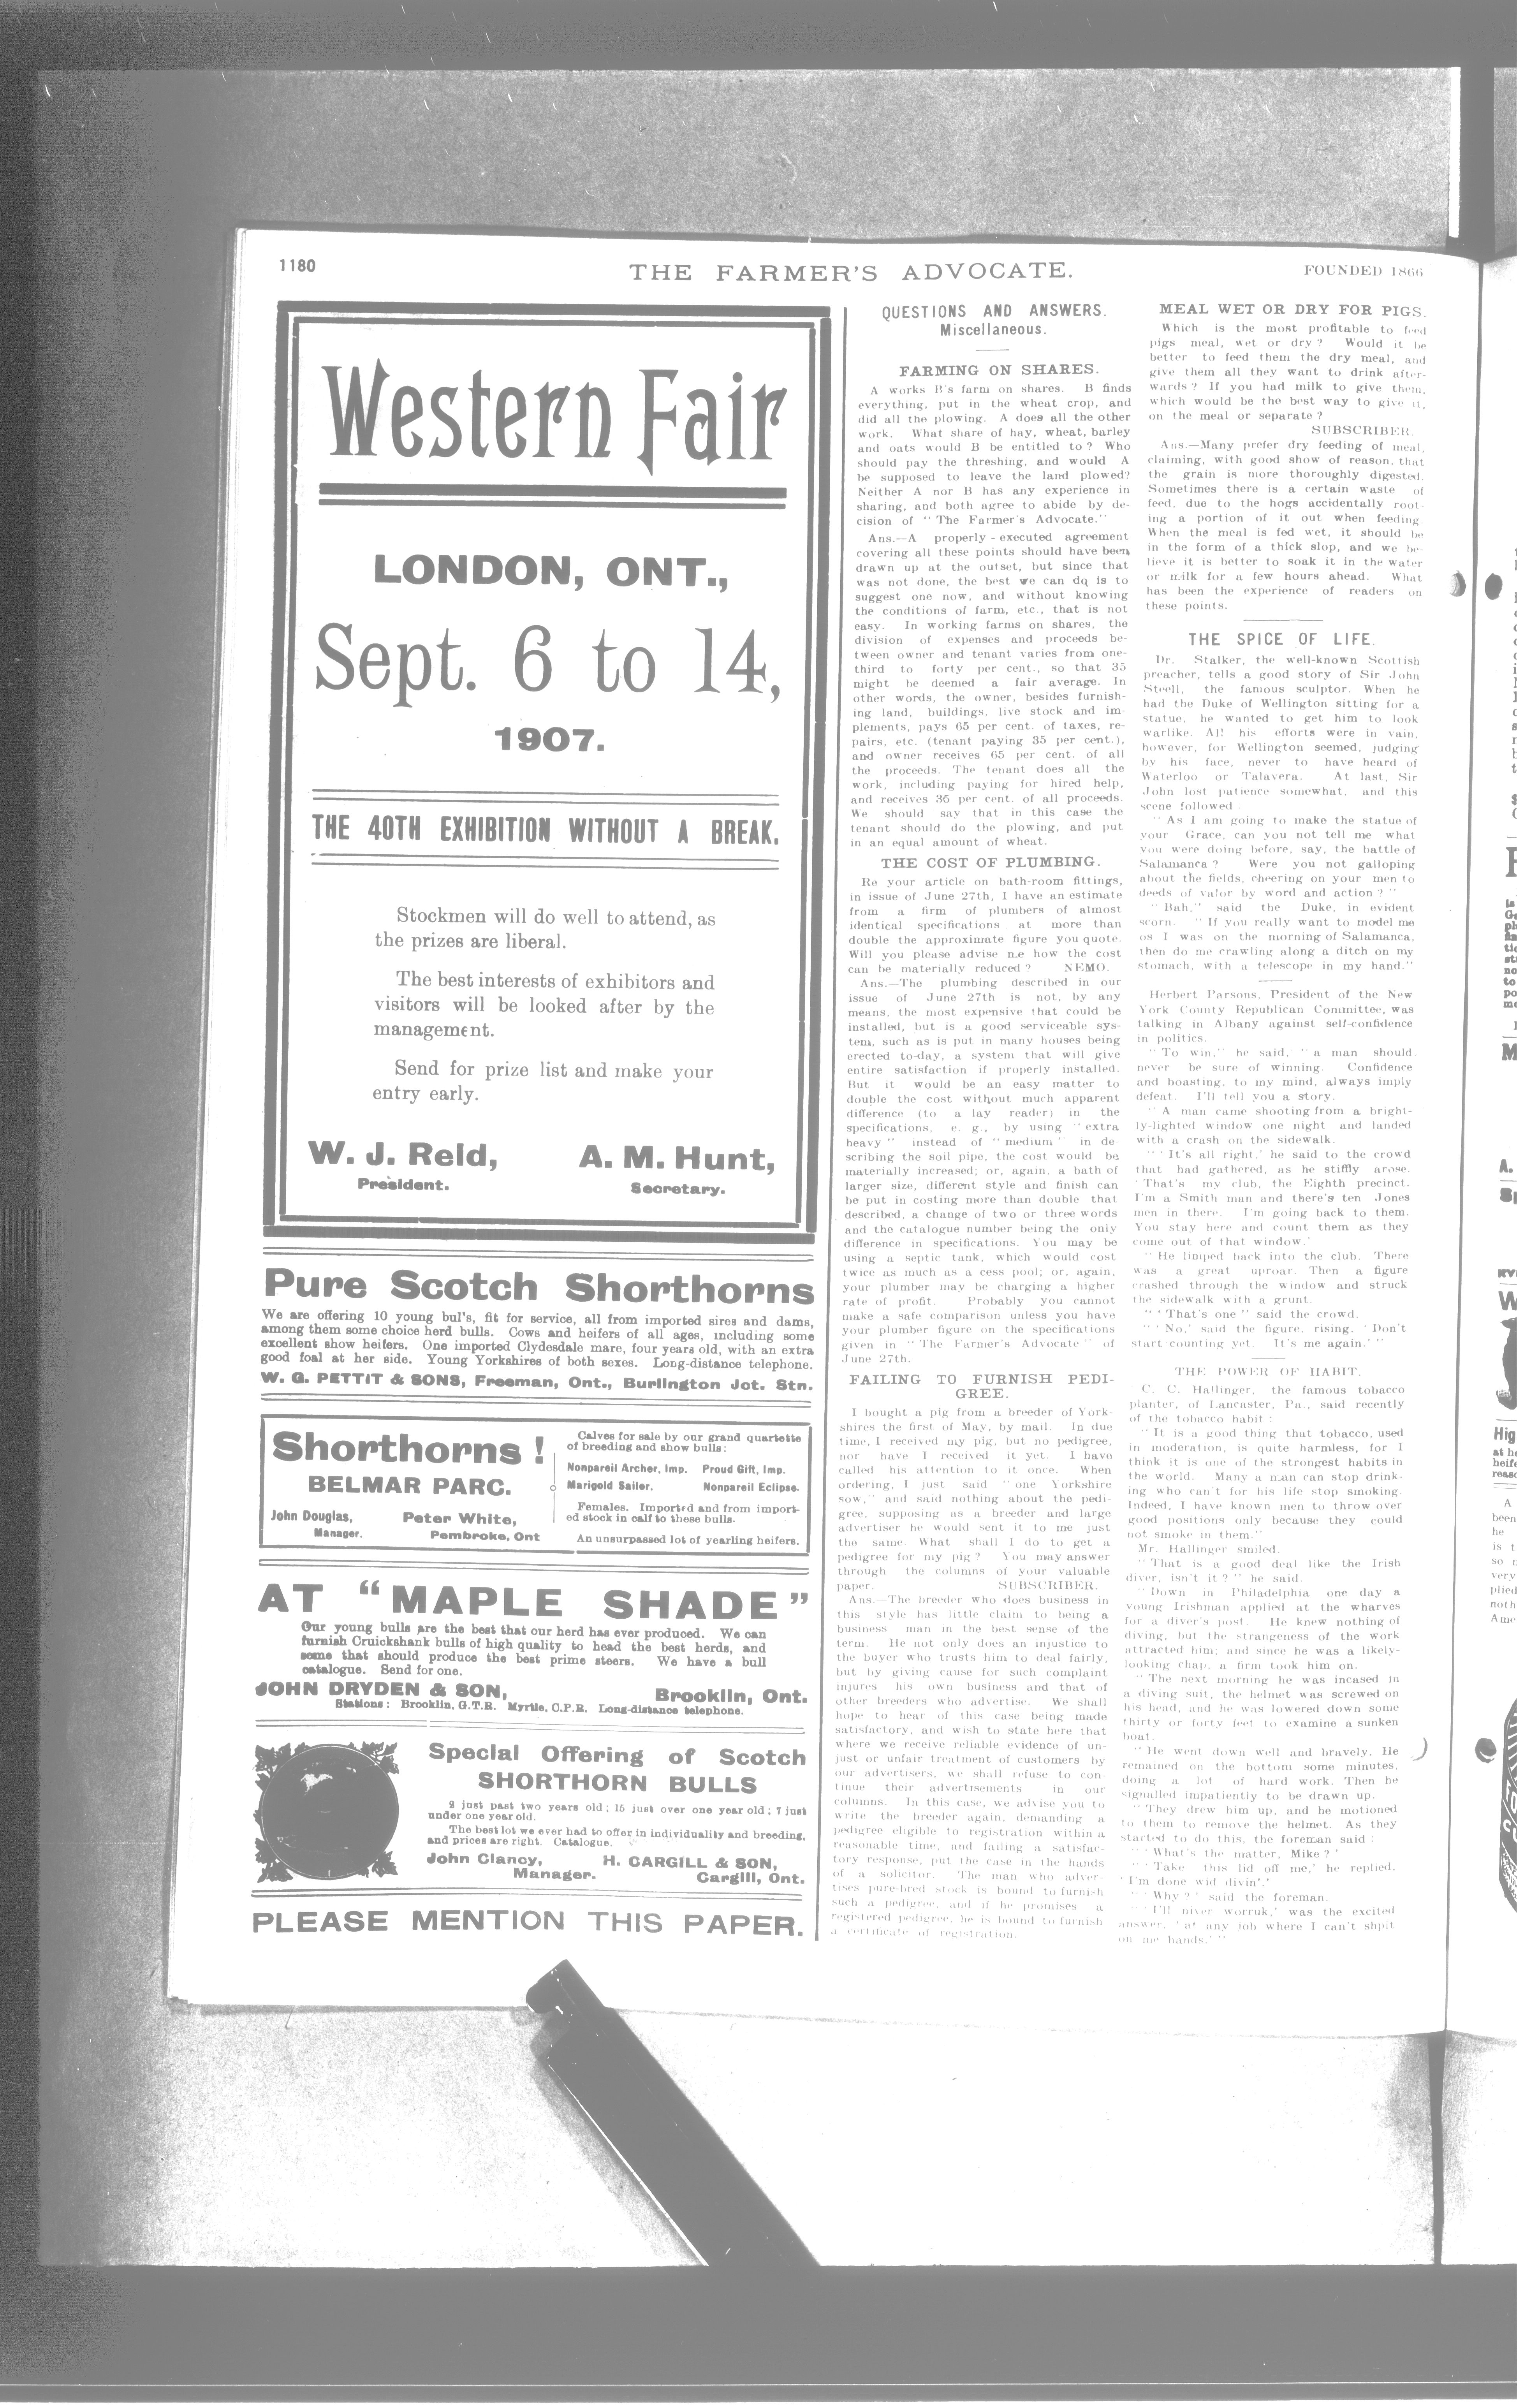 1180
THE FARMER'S ADVOCATE.
FOUNDED 1866
Western Fair
LONDON, ONT.,
Sept. 6 to 14,
1907.
THE 40TH EXHIBITION WITHOUT A BREAK.
Stockmen will do well to attend, as
the prizes are liberal.
The best interests of exhibitors and
visitors will be looked after by the
management.
Send for prize list and make your
entry early.
W. J. Reid,
President.
A. M. Hunt,
Secretary.
Pure Scotch Shorthorns
We are offering 10 young bul's, fit for service, all from imported sires and dams,
among them some choice herd bulls. Cows and heifers of all ages, including some
excellent show heifers. One imported Clydesdale mare, four years old, with an extra
good foal at her side. Young Yorkshires of both sexes. Long-distance telephone.
W. G. PETTIT & SONS, Freeman, Ont., Burlington Jct. Stn.
Shorthorns !
BELMAR PARC.
John Douglas,
Manager.
Peter White,
Pembroke, Ont
Calves for sale by our grand quartette
of breeding and show bulls:
Nonpareil Archer, Imp. Proud Gift, Imp.
Marigold Sailor. Nonpareil Eclipse.
Females. Imported and from import-
ed stock in calf to these bulls.
An unsurpassed lot of yearling heifers.
AT "MAPLE SHADE"
Our young bulls are the best that our herd has ever produced. We can
furnish Cruickshank bulls of high quality to head the best herds, and
some that should produce the best prime steers. We have a bull
catalogue. Send for one.
JOHN DRYDEN & SON, Brooklin, Ont.
Stations: Brooklin, G.T.R. Myrtle, C.P.R. Long-distance telephone.
Special Offering of Scotch
SHORTHORN BULLS
9 just past two years old; 15 just over one year old; 7 just
under one year old.
The best lot we ever had to offer in individuality and breeding,
and prices are right. Catalogue.
John Clancy,
Manager.
H. CARGILL & SON,
Cargill, Ont.
PLEASE MENTION THIS PAPER.
QUESTIONS AND ANSWERS.
Miscellaneous.
FARMING ON SHARES.
A works B's farm on shares. B finds
everything, put in the wheat crop, and
did all the plowing. A does all the other
work. What share of hay, wheat, barley
and oats would B be entitled to? Who
should pay the threshing, and would A
be supposed to leave the land plowed?
Neither A nor B has any experience in
sharing, and both agree to abide by de-
cision of "The Farmer's Advocate."
Ans.—A properly-executed agreement
covering all these points should have been
drawn up at the outset, but since that
was not done, the best we can do is to
suggest one now, and without knowing
the conditions of farm, etc., that is not
easy. In working farms on shares, the
division of expenses and proceeds be-
tween owner and tenant varies from one-
third to forty per cent., so that 35
might be deemed a fair average. In
other words, the owner, besides furnish-
ing land, buildings, live stock and im-
plements, pays 65 per cent. of taxes, re-
pairs, etc. (tenant paying 35 per cent.),
and owner receives 65 per cent. of all
the proceeds. The tenant does all the
work, including paying for hired help,
and receives 35 per cent. of all proceeds.
We should say that in this case the
tenant should do the plowing, and put
in an equal amount of wheat.
THE COST OF PLUMBING.
Re your article on bath-room fittings,
in issue of June 27th, I have an estimate
from a firm of plumbers of almost
identical specifications at more than
double the approximate figure you quote.
Will you please advise me how the cost
can be materially reduced? NEMO.
Ans.—The plumbing described in our
issue of June 27th is not, by any
means, the most expensive that could be
installed, but is a good serviceable sys-
tem, such as is put in many houses being
erected to-day, a system that will give
entire satisfaction if properly installed.
But it would be an easy matter to
double the cost without much apparent
difference (to a lay reader) in the
specifications, e. g., by using "extra
heavy" instead of "medium" in de-
scribing the soil pipe, the cost would be
materially increased; or, again, a bath of
larger size, different style and finish can
be put in costing more than double that
described, a change of two or three words
and the catalogue number being the only
difference in specifications. You may be
using a septic tank, which would cost
twice as much as a cess pool; or, again,
your plumber may be charging a higher
rate of profit. Probably you cannot
make a safe comparison unless you have
your plumber figure on the specifications
given in "The Farmer's Advocate" of
June 27th.
FAILING TO FURNISH PEDI-
GREE.
I bought a pig from a breeder of York-
shires the first of May, by mail. In due
time, I received my pig, but no pedigree,
nor have I received it yet. I have
called his attention to it once. When
ordering, I just said "one Yorkshire
sow," and said nothing about the pedi-
gree, supposing as a breeder and large
advertiser he would sent it to me just
the same. What shall I do to get a
pedigree for my pig? You may answer
through the columns of your valuable
paper. SUBSCRIBER.
Ans.—The breeder who does business in
this style has little claim to being a
business man in the best sense of the
term. He not only does an injustice to
the buyer who trusts him to deal fairly,
but by giving cause for such complaint
injures his own business and that of
other breeders who advertise. We shall
hope to hear of this case being made
satisfactory, and wish to state here that
where we receive reliable evidence of un-
just or unfair treatment of customers by
our advertisers, we shall refuse to con-
tinue their advertisements in our
columns. In this case, we advise you to
write the breeder again, demanding a
pedigree eligible to registration within a
reasonable time, and failing a satisfac-
tory response, put the case in the hands
of a solicitor. The man who adver-
tises pure-bred stock is bound to furnish
such a pedigree, and if he promises a
registered pedigree, he is bound to furnish
a certificate of registration.
MEAL WET OR DRY FOR PIGS.
Which is the most profitable to feed
pigs meal, wet or dry? Would it be
better to feed them the dry meal, and
give them all they want to drink after-
wards? If you had milk to give them,
which would be the best way to give it,
on the meal or separate?
SUBSCRIBER.
Ans.—Many prefer dry feeding of meal,
claiming, with good show of reason, that
the grain is more thoroughly digested.
Sometimes there is a certain waste of
feed, due to the hogs accidentally root-
ing a portion of it out when feeding.
When the meal is fed wet, it should be
in the form of a thick slop, and we be-
lieve it is better to soak it in the water
or milk for a few hours ahead. What
has been the experience of readers on
these points.
THE SPICE OF LIFE.
Dr. Stalker, the well-known Scottish
preacher, tells a good story of Sir John
Steell, the famous sculptor. When he
had the Duke of Wellington sitting for a
statue, he wanted to get him to look
warlike. All his efforts were in vain,
however, for Wellington seemed, judging
by his face, never to have heard of
Waterloo or Talavera. At last, Sir
John lost patience somewhat, and this
scene followed:
"As I am going to make the statue of
your Grace, can you not tell me what
you were doing before, say, the battle of
Salamanca? Were you not galloping
about the fields, cheering on your men to
deeds of valor by word and action?"
"Bah," said the Duke, in evident
scorn. "If you really want to model me
as I was on the morning of Salamanca,
then do me crawling along a ditch on my
stomach, with a telescope in my hand."
Herbert Parsons, President of the New
York County Republican Committee, was
talking in Albany against self-confidence
in politics.
"To win," he said, "a man should
never be sure of winning. Confidence
and boasting, to my mind, always imply
defeat. I'll tell you a story.
"A man came shooting from a bright-
ly-lighted window one night and landed
with a crash on the sidewalk.
"'It's all right,' he said to the crowd
that had gathered, as he stiffly arose.
'That's my club, the Eighth precinct.
I'm a Smith man and there's ten Jones
men in there. I'm going back to them.
You stay here and count them as they
come out of that window.'
"He limped back into the club. There
was a great uproar. Then a figure
crashed through the window and struck
the sidewalk with a grunt.
"'That's one" said the crowd.
"'No,' said the figure, rising. 'Don't
start counting yet. It's me again.'"
THE POWER OF HABIT.
C. C. Hallinger, the famous tobacco
planter, of Lancaster, Pa., said recently
of the tobacco habit:
"It is a good thing that tobacco, used
in moderation, is quite harmless, for I
think it is one of the strongest habits in
the world. Many a man can stop drink-
ing who can't for his life stop smoking.
Indeed, I have known men to throw over
good positions only because they could
not smoke in them."
Mr. Hallinger smiled.
"That is a good deal like the Irish
diver, isn't it?" he said.
"Down in Philadelphia one day a
young Irishman applied at the wharves
for a diver's post. He knew nothing of
diving, but the strangeness of the work
attracted him; and since he was a likely-
looking chap, a firm took him on.
"The next morning he was incased in
a diving suit, the helmet was screwed on
his head, and he was lowered down some
thirty or forty feet to examine a sunken
boat.
"He went down well and bravely. He
remained on the bottom some minutes,
doing a lot of hard work. Then he
signalled impatiently to be drawn up.
"They drew him up, and he motioned
to them to remove the helmet. As they
started to do this, the foreman said:
"'What's the matter, Mike?'
"'Take this lid off me,' he replied.
'I'm done wid divin'.'
"'Why?' said the foreman.
"'I'll niver worruk,' was the excited
answer, 'at any job where I can't shpit
on me hands.'"